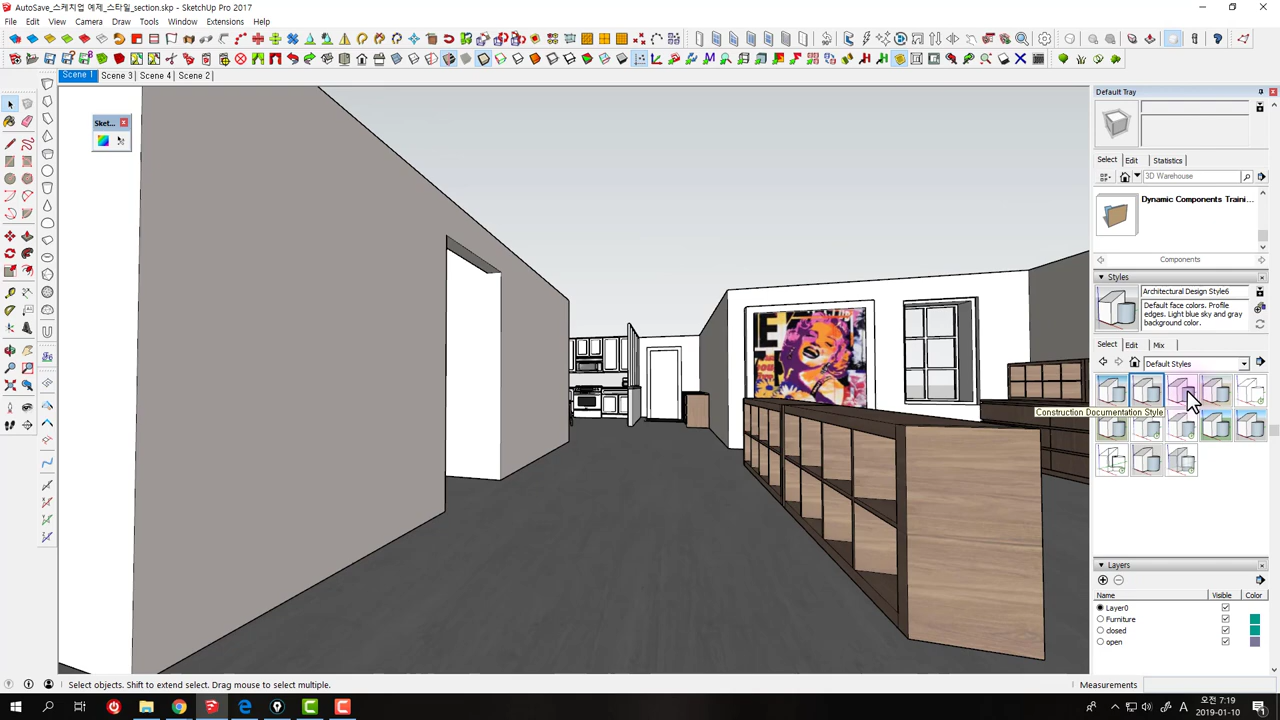 AutoSave_스케치업 예제_스타일_section.skp - SketchUp Pro 2017
File Edit View Camera Draw Tools Window Extensions Help
Scene 1 Scene 3 Scene 4 Scene 2
Sket...
Default Tray
Select Edit Statistics
3D Warehouse
Dynamic Components Traini...
Components
Styles
Architectural Design Style6
Default face colors. Profile
edges. Light blue sky and gray
background color.
Select Edit Mix
Default Styles
Construction Documentation Style
Layers
Name Visible Color
Layer0
Furniture
closed
open
Select objects. Shift to extend select. Drag mouse to select multiple.
Measurements
A 오전 7:19
2019-01-10